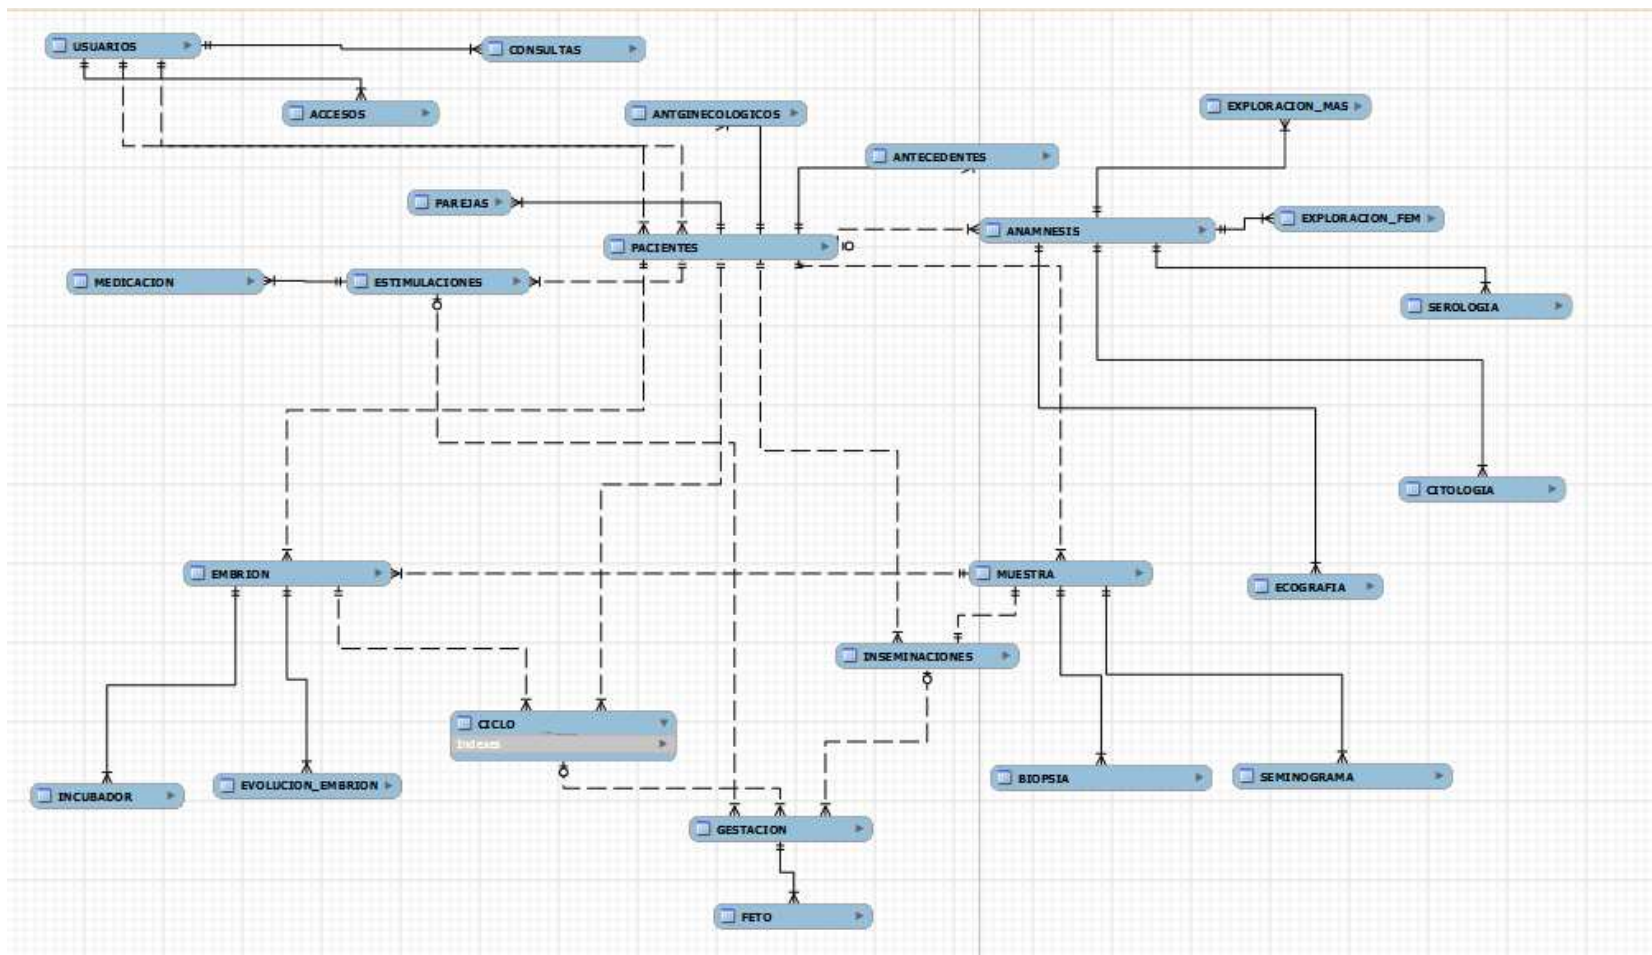 USUARIOS
CONSULTAS
ACCESOS
ANTGINECOLOGICOS
EXPLORACION_MAS
ANTECEDENTES
PAREJAS
EXPLORACION_FEM
ANAMNESIS
PACIENTES
MEDICACION
ESTIMULACIONES
SEROLOGIA
CITOLOGIA
EMBRION
MUESTRA
ECOGRAFIA
INSEMINACIONES
CICLO
Indexes
BIOPSIA
SEMINOGRAMA
INCUBADOR
EVOLUCION_EMBRION
GESTACION
FETO